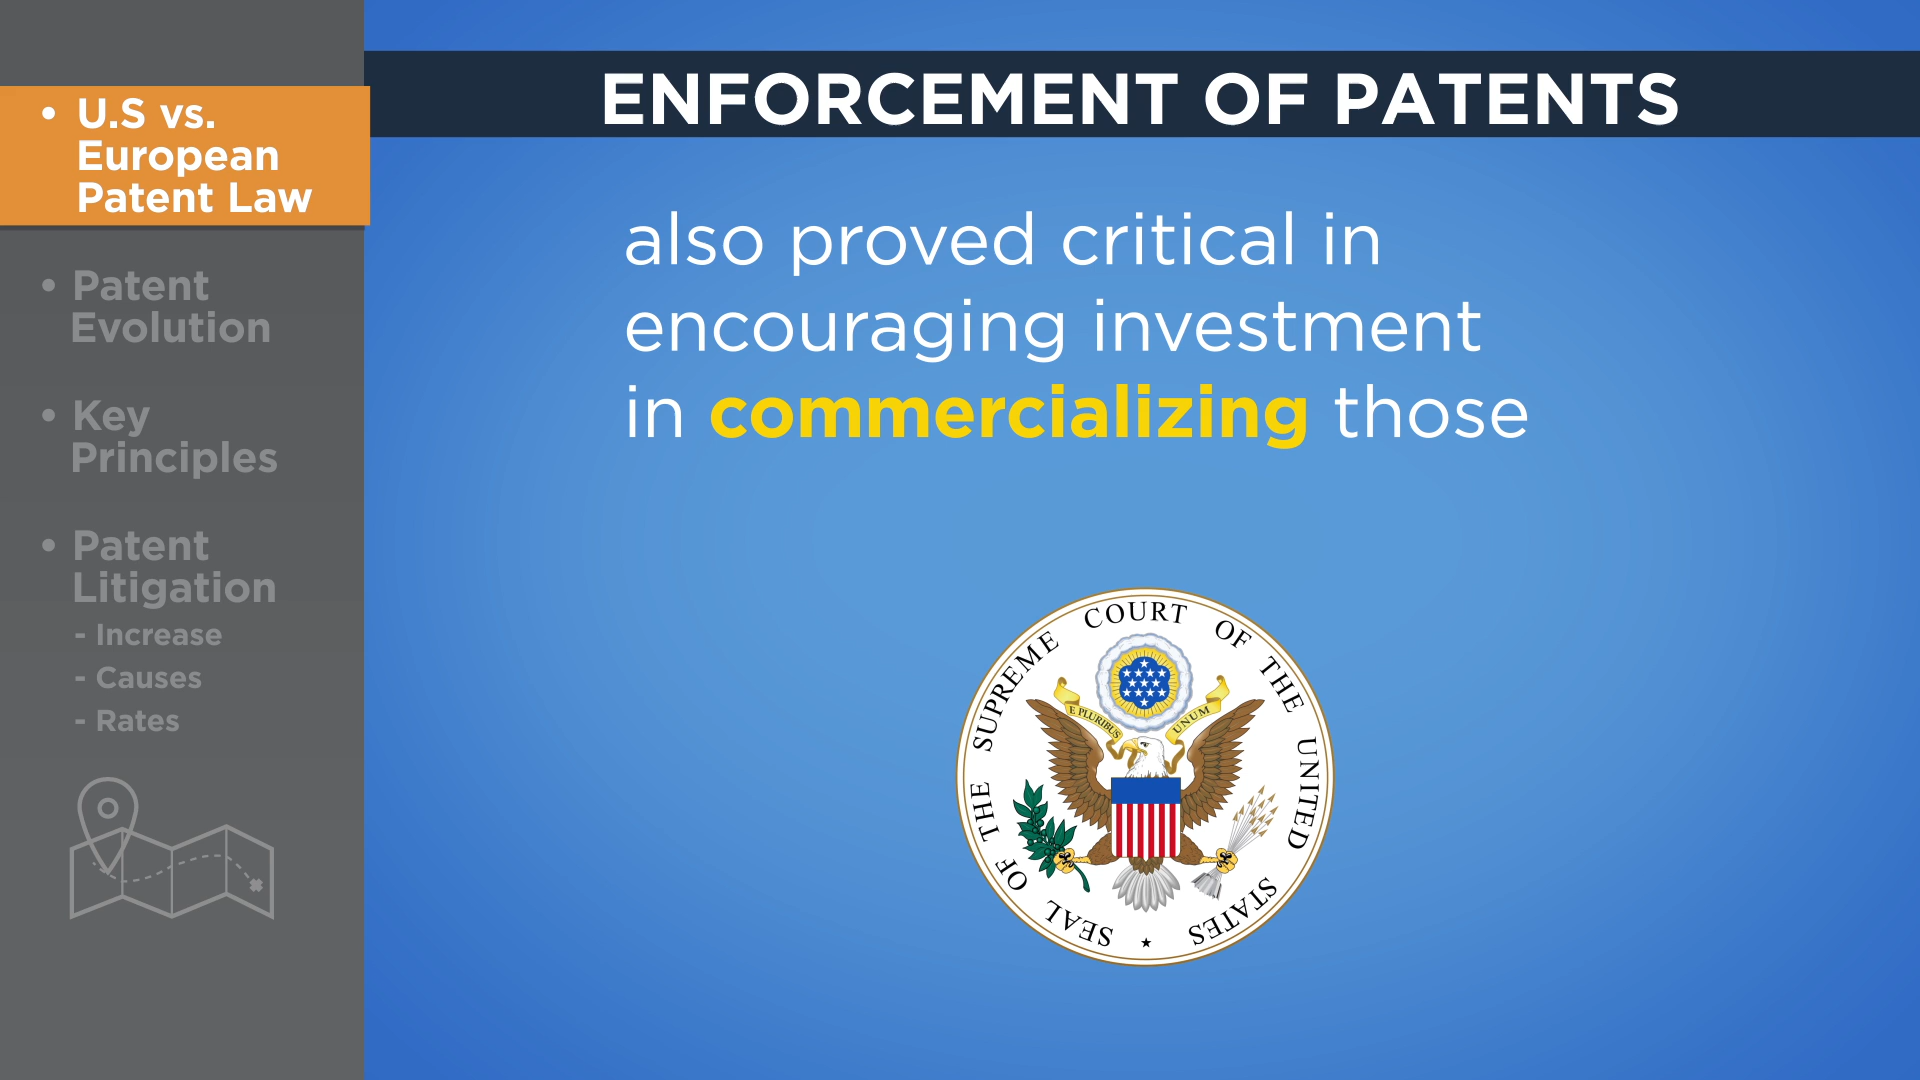 • U.S vs.
European
Patent Law
• Patent
Evolution
• Key
Principles
• Patent
Litigation
- Increase
- Causes
- Rates
ENFORCEMENT OF PATENTS
also proved critical in
encouraging investment
in commercializing those
SEAL OF THE SUPREME COURT OF THE UNITED STATES ★
E PLURIBUS UNUM